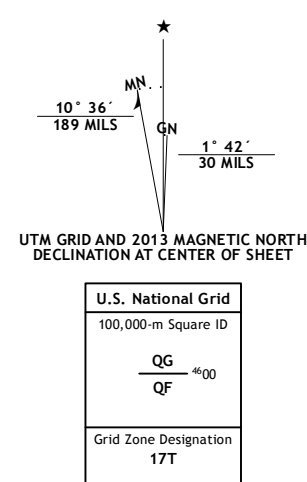 ★
MN
10° 36´
189 MILS
GN
1° 42´
30 MILS
UTM GRID AND 2013 MAGNETIC NORTH
DECLINATION AT CENTER OF SHEET
U.S. National Grid
100,000-m Square ID
QG
⁴⁶00
QF
Grid Zone Designation
17T